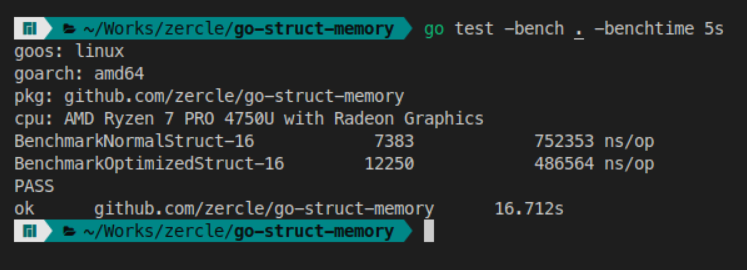 ~/Works/zercle/go-struct-memory go test -bench . -benchtime 5s
goos: linux
goarch: amd64
pkg: github.com/zercle/go-struct-memory
cpu: AMD Ryzen 7 PRO 4750U with Radeon Graphics
BenchmarkNormalStruct-16 7383 752353 ns/op
BenchmarkOptimizedStruct-16 12250 486564 ns/op
PASS
ok github.com/zercle/go-struct-memory 16.712s
~/Works/zercle/go-struct-memory